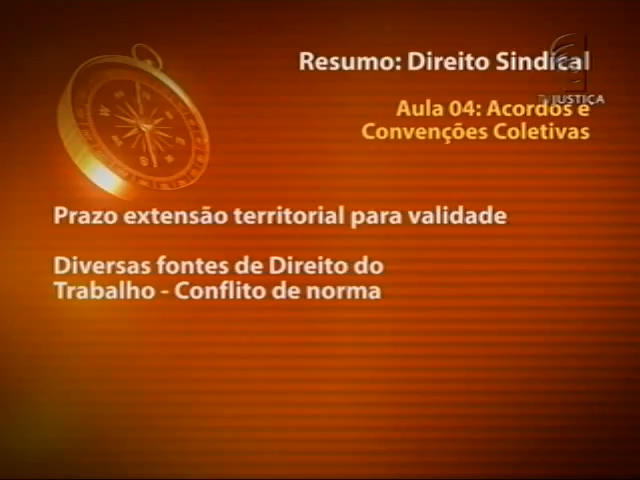 Resumo: Direito Sindical
TV JUSTIÇA
Aula 04: Acordos e
Convenções Coletivas
Prazo extensão territorial para validade
Diversas fontes de Direito do
Trabalho - Conflito de norma